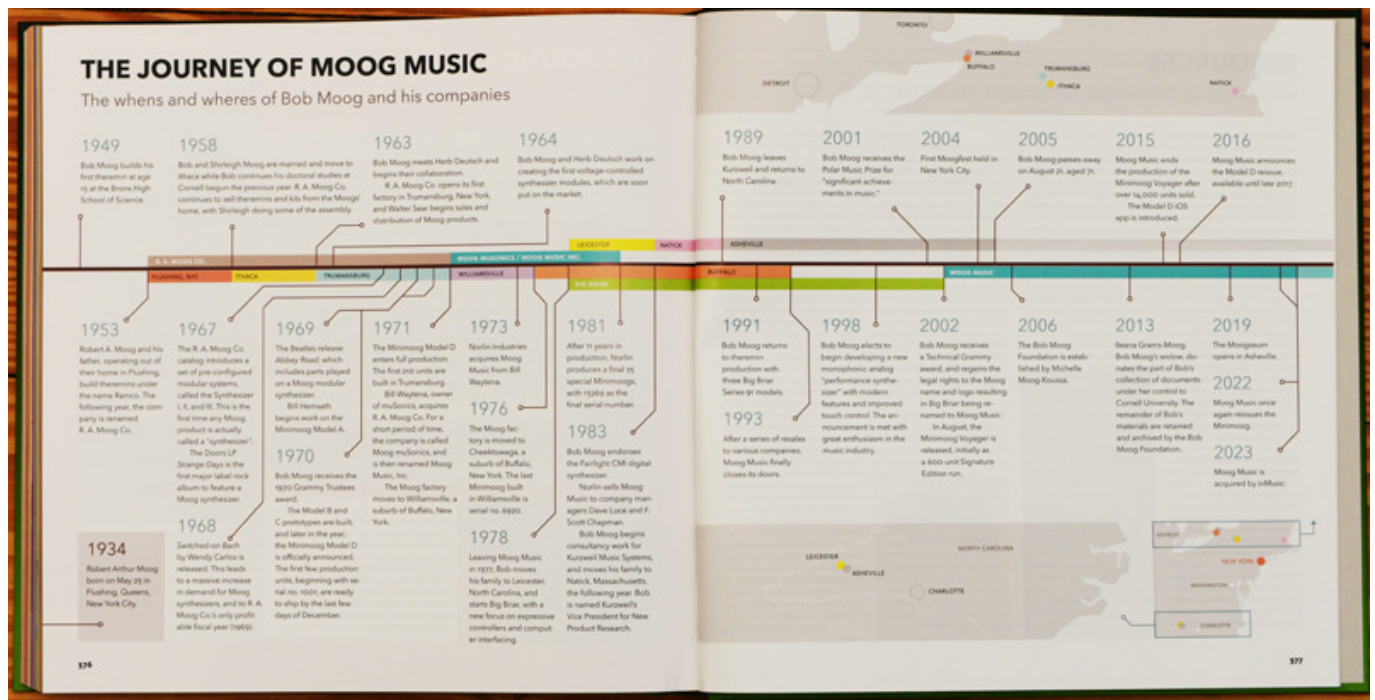 THE JOURNEY OF MOOG MUSIC
The whens and wheres of Bob Moog and his companies
1949
Bob Moog builds his
first theremin at age
15 at the Bronx High
School of Science.
1958
Bob and Shirleigh Moog are married and move to
Ithaca while Bob continues his doctoral studies at
Cornell begun the previous year. R. A. Moog Co.
continues to sell theremins and kits from the Moogs'
home, with Shirleigh doing some of the assembly.
1963
Bob Moog meets Herb Deutsch and
begins their collaboration.
R. A. Moog Co. opens its first
factory in Trumansburg, New York,
and Walter Sear begins sales and
distribution of Moog products.
1964
Bob Moog and Herb Deutsch work on
creating the first voltage-controlled
synthesizer modules, which are soon
put on the market.
R. A. MOOG CO.
MOOG MUSONICS / MOOG MUSIC INC.
LEICESTER
NATICK
FLUSHING, NYC
ITHACA
TRUMANSBURG
WILLIAMSVILLE
BIG BRIAR
1953
Robert A. Moog and his
father, operating out of
their home in Flushing,
build theremins under
the name Ramco. The
following year, the com-
pany is renamed
R. A. Moog Co.
1967
The R. A. Moog Co.
catalog introduces a
set of pre-configured
modular systems,
called the Synthesizer
I, II, and III. This is the
first time any Moog
product is actually
called a "synthesizer".
The Doors LP
Strange Days is the
first major label rock
album to feature a
Moog synthesizer.
1968
Switched on Bach
by Wendy Carlos is
released. This leads
to a massive increase
in demand for Moog
synthesizers, and to R. A.
Moog Co.'s only profit-
able fiscal year (1969).
1969
The Beatles release
Abbey Road, which
includes parts played
on a Moog modular
synthesizer.
Bill Hemsath
begins work on the
Minimoog Model A.
1970
Bob Moog receives the
1970 Grammy Trustees
award.
The Model B and
C prototypes are built,
and later in the year,
the Minimoog Model D
is officially announced.
The first few production
units, beginning with se-
rial no. 1001, are ready
to ship by the last few
days of December.
1971
The Minimoog Model D
enters full production.
The first 210 units are
built in Trumansburg.
Bill Waytena, owner
of muSonics, acquires
R. A. Moog Co. For a
short period of time,
the company is called
Moog muSonics, and
is then renamed Moog
Music, Inc.
The Moog factory
moves to Williamsville, a
suburb of Buffalo, New
York.
1973
Norlin Industries
acquires Moog
Music from Bill
Waytena.
1976
The Moog fac-
tory is moved to
Cheektowaga, a
suburb of Buffalo,
New York. The last
Minimoog built
in Williamsville is
serial no. 6920.
1978
Leaving Moog Music
in 1977, Bob moves
his family to Leicester,
North Carolina, and
starts Big Briar, with a
new focus on expressive
controllers and comput-
er interfacing.
1981
After 11 years in
production, Norlin
produces a final 25
special Minimoogs,
with 13269 as the
final serial number.
1983
Bob Moog endorses
the Fairlight CMI digital
synthesizer.
Norlin sells Moog
Music to company man-
agers Dave Luce and F.
Scott Chapman.
Bob Moog begins
consultancy work for
Kurzweil Music Systems,
and moves his family to
Natick, Massachusetts,
the following year. Bob
is named Kurzweil's
Vice President for New
Product Research.
1934
Robert Arthur Moog
born on May 23 in
Flushing, Queens,
New York City.
376
TORONTO
WILLIAMSVILLE
BUFFALO
TRUMANSBURG
ITHACA
DETROIT
NATICK
1989
Bob Moog leaves
Kurzweil and returns to
North Carolina.
2001
Bob Moog receives the
Polar Music Prize for
"significant achieve-
ments in music."
2004
First Moogfest held in
New York City.
2005
Bob Moog passes away
on August 21, aged 71.
2015
Moog Music ends
the production of the
Minimoog Voyager after
over 14,000 units sold.
The Model D iOS
app is introduced.
2016
Moog Music announces
the Model D reissue,
available until late 2017.
ASHEVILLE
BUFFALO
MOOG MUSIC
1991
Bob Moog returns
to theremin
production with
three Big Briar
Series 91 models.
1993
After a series of resales
to various companies,
Moog Music finally
closes its doors.
1998
Bob Moog elects to
begin developing a new
monophonic analog
"performance synthe-
sizer" with modern
features and improved
touch control. The an-
nouncement is met with
great enthusiasm in the
music industry.
2002
Bob Moog receives
a Technical Grammy
award, and regains the
legal rights to the Moog
name and logo resulting
in Big Briar being re-
named to Moog Music.
In August, the
Minimoog Voyager is
released, initially as
a 600 unit Signature
Edition run.
2006
The Bob Moog
Foundation is estab-
lished by Michelle
Moog-Koussa.
2013
Ileana Grams-Moog,
Bob Moog's widow, do-
nates the part of Bob's
collection of documents
under her control to
Cornell University. The
remainder of Bob's
materials are retained
and archived by the Bob
Moog Foundation.
2019
The Moogseum
opens in Asheville.
2022
Moog Music once
again reissues the
Minimoog.
2023
Moog Music is
acquired by inMusic.
LEICESTER
ASHEVILLE
NORTH CAROLINA
CHARLOTTE
DETROIT
NEW YORK
WASHINGTON
CHARLOTTE
377